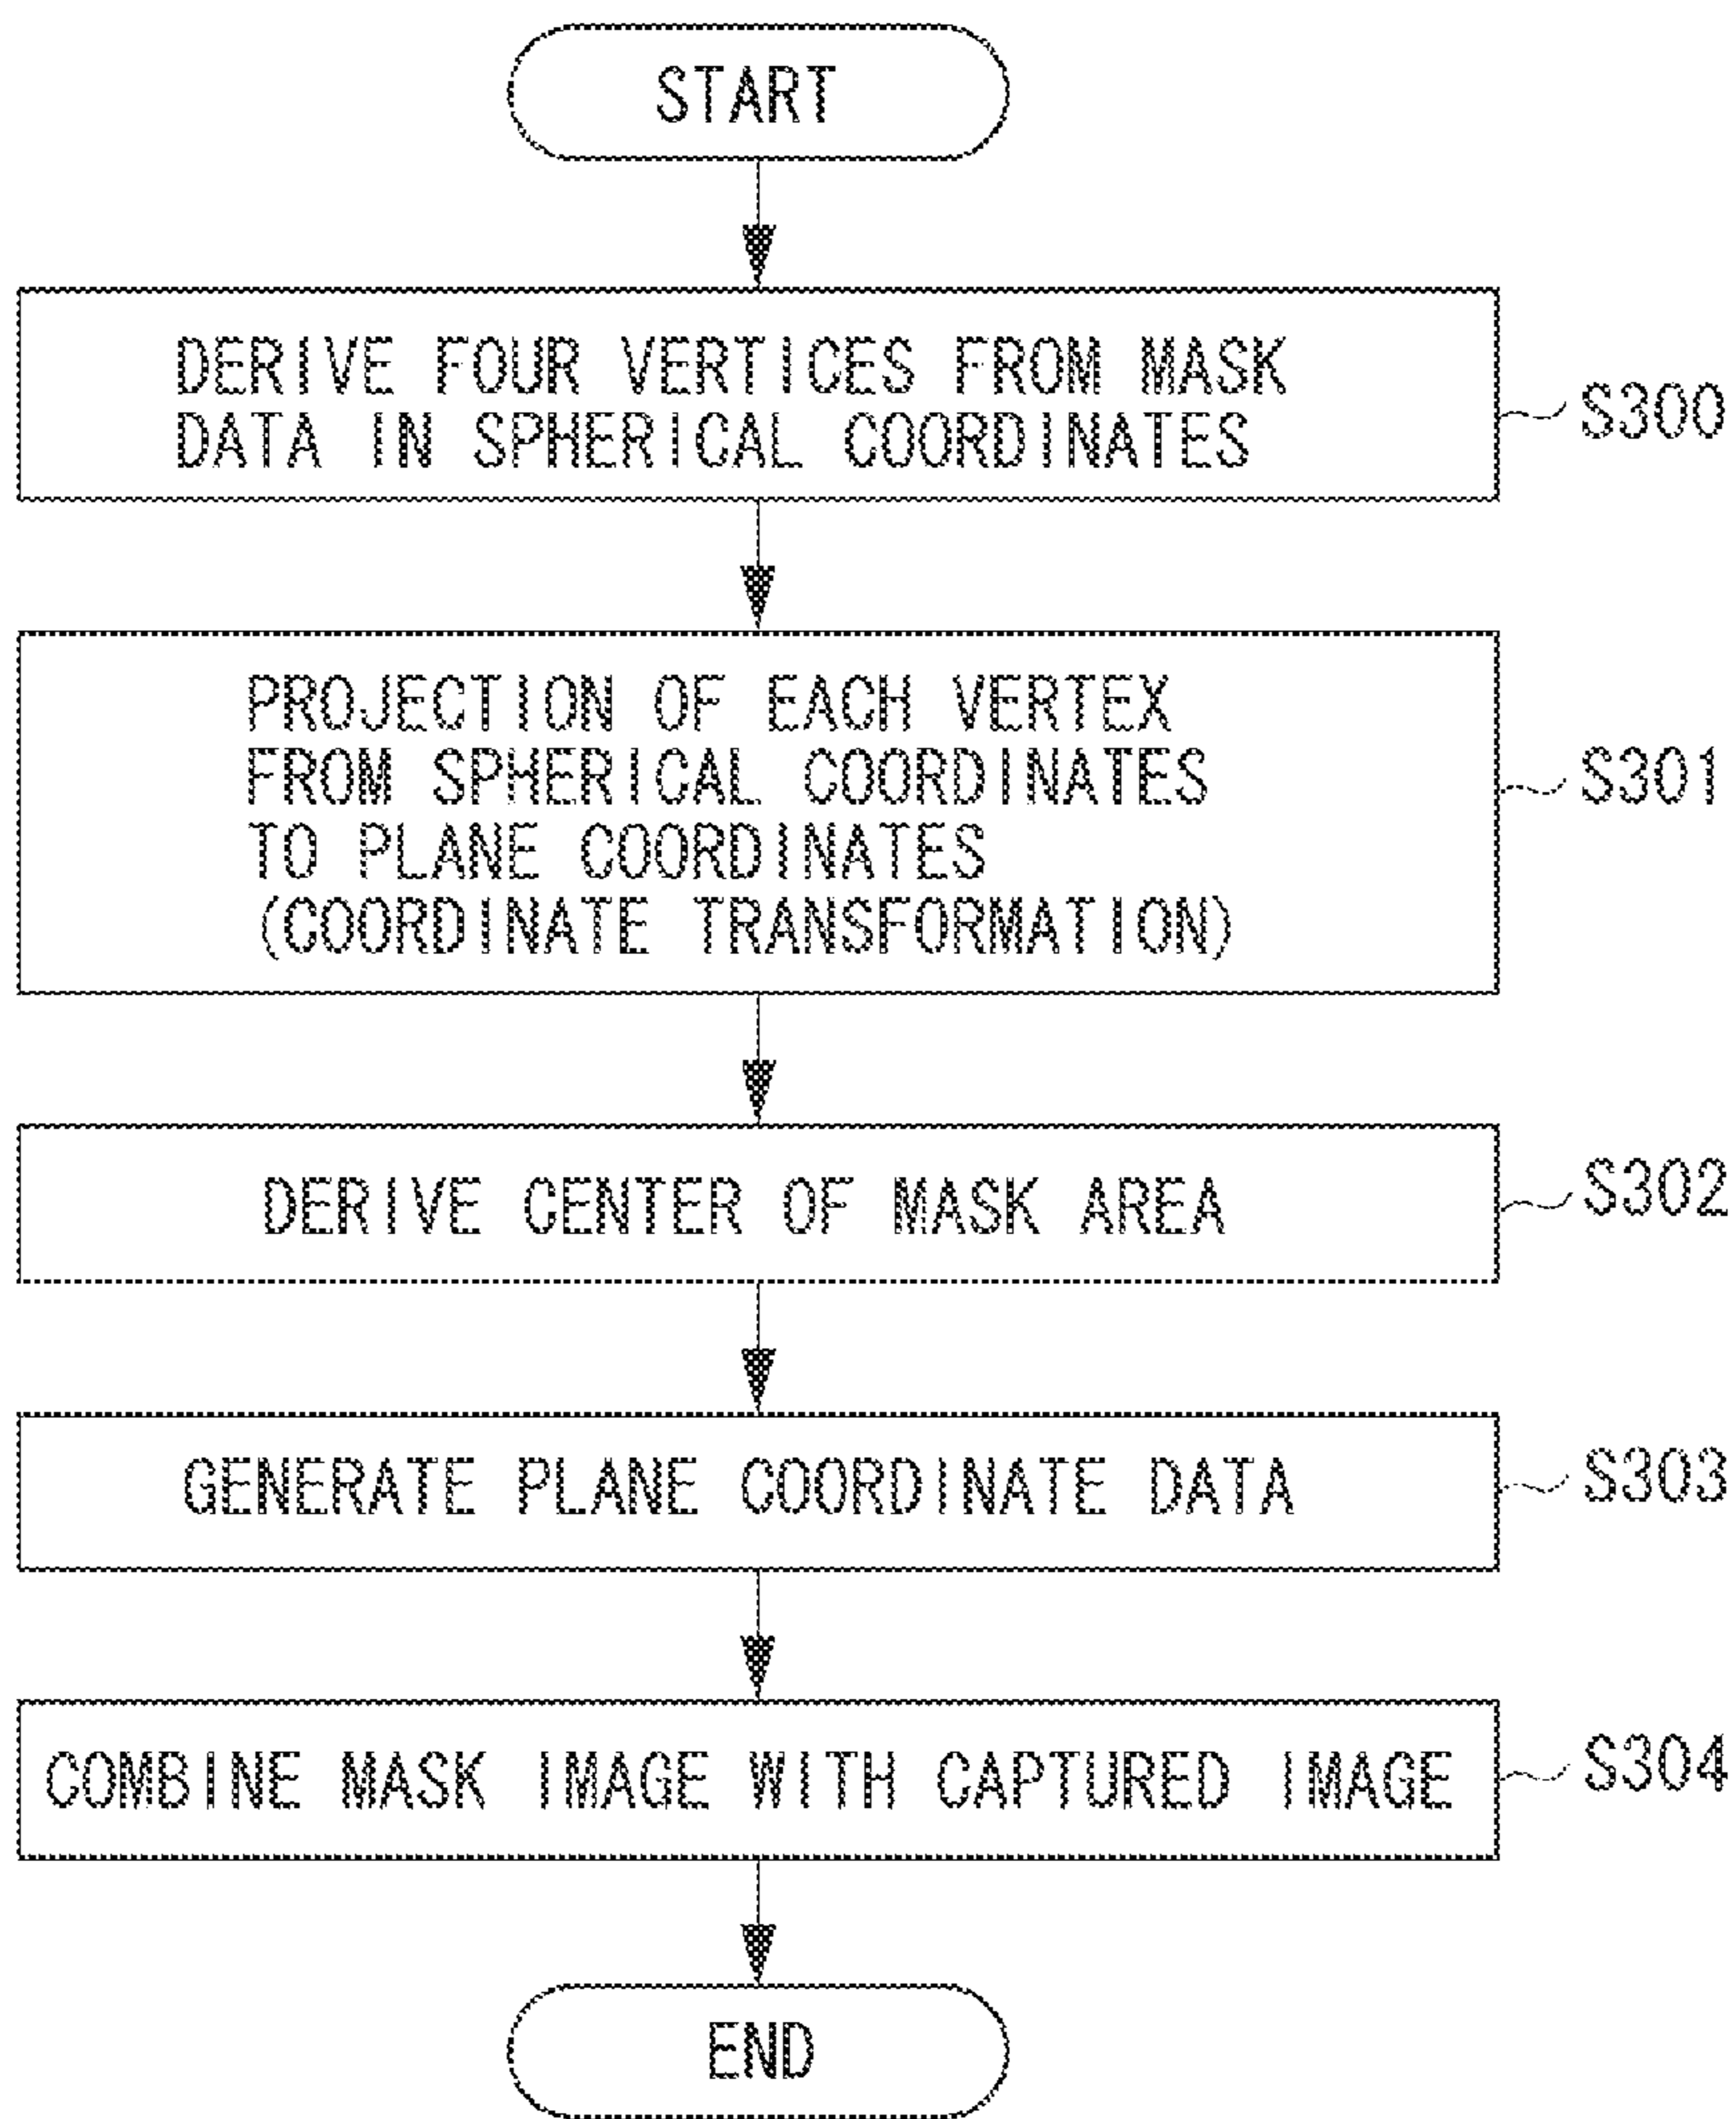 START
DERIVE FOUR VERTICES FROM MASK
DATA IN SPHERICAL COORDINATES
S300
PROJECTION OF EACH VERTEX
FROM SPHERICAL COORDINATES
TO PLANE COORDINATES
(COORDINATE TRANSFORMATION)
S301
DERIVE CENTER OF MASK AREA
S302
GENERATE PLANE COORDINATE DATA
S303
COMBINE MASK IMAGE WITH CAPTURED IMAGE
S304
END